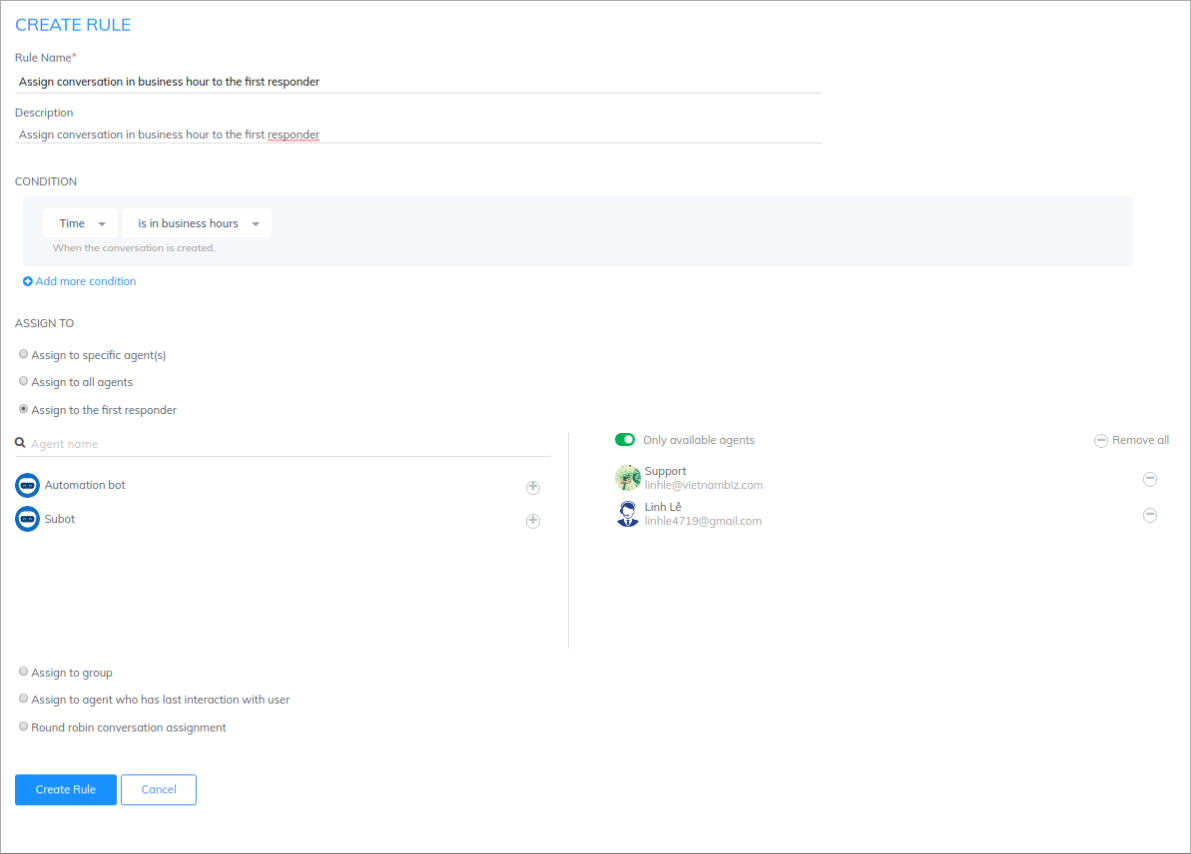 CREATE RULE
Rule Name*
Assign conversation in business hour to the first responder
Description
Assign conversation in business hour to the first responder
CONDITION
Time is in business hours
When the conversation is created.
Add more condition
ASSIGN TO
Assign to specific agent(s)
Assign to all agents
Assign to the first responder
Agent name
Automation bot
Subot
Only available agents Remove all
Support
linhle@vietnambiz.com
Linh Lê
linhle4719@gmail.com
Assign to group
Assign to agent who has last interaction with user
Round robin conversation assignment
Create Rule Cancel